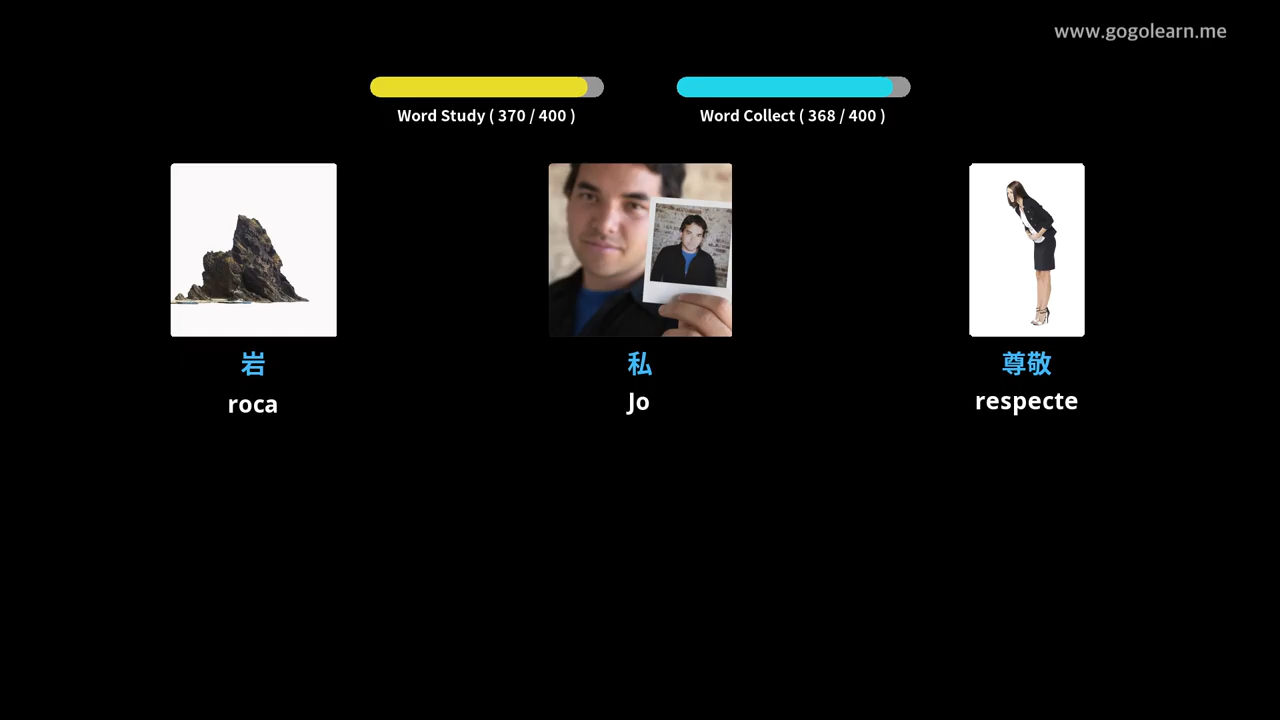 www.gogolearn.me
Word Study ( 370 / 400 )
Word Collect ( 368 / 400 )
岩
私
尊敬
roca
Jo
respecte